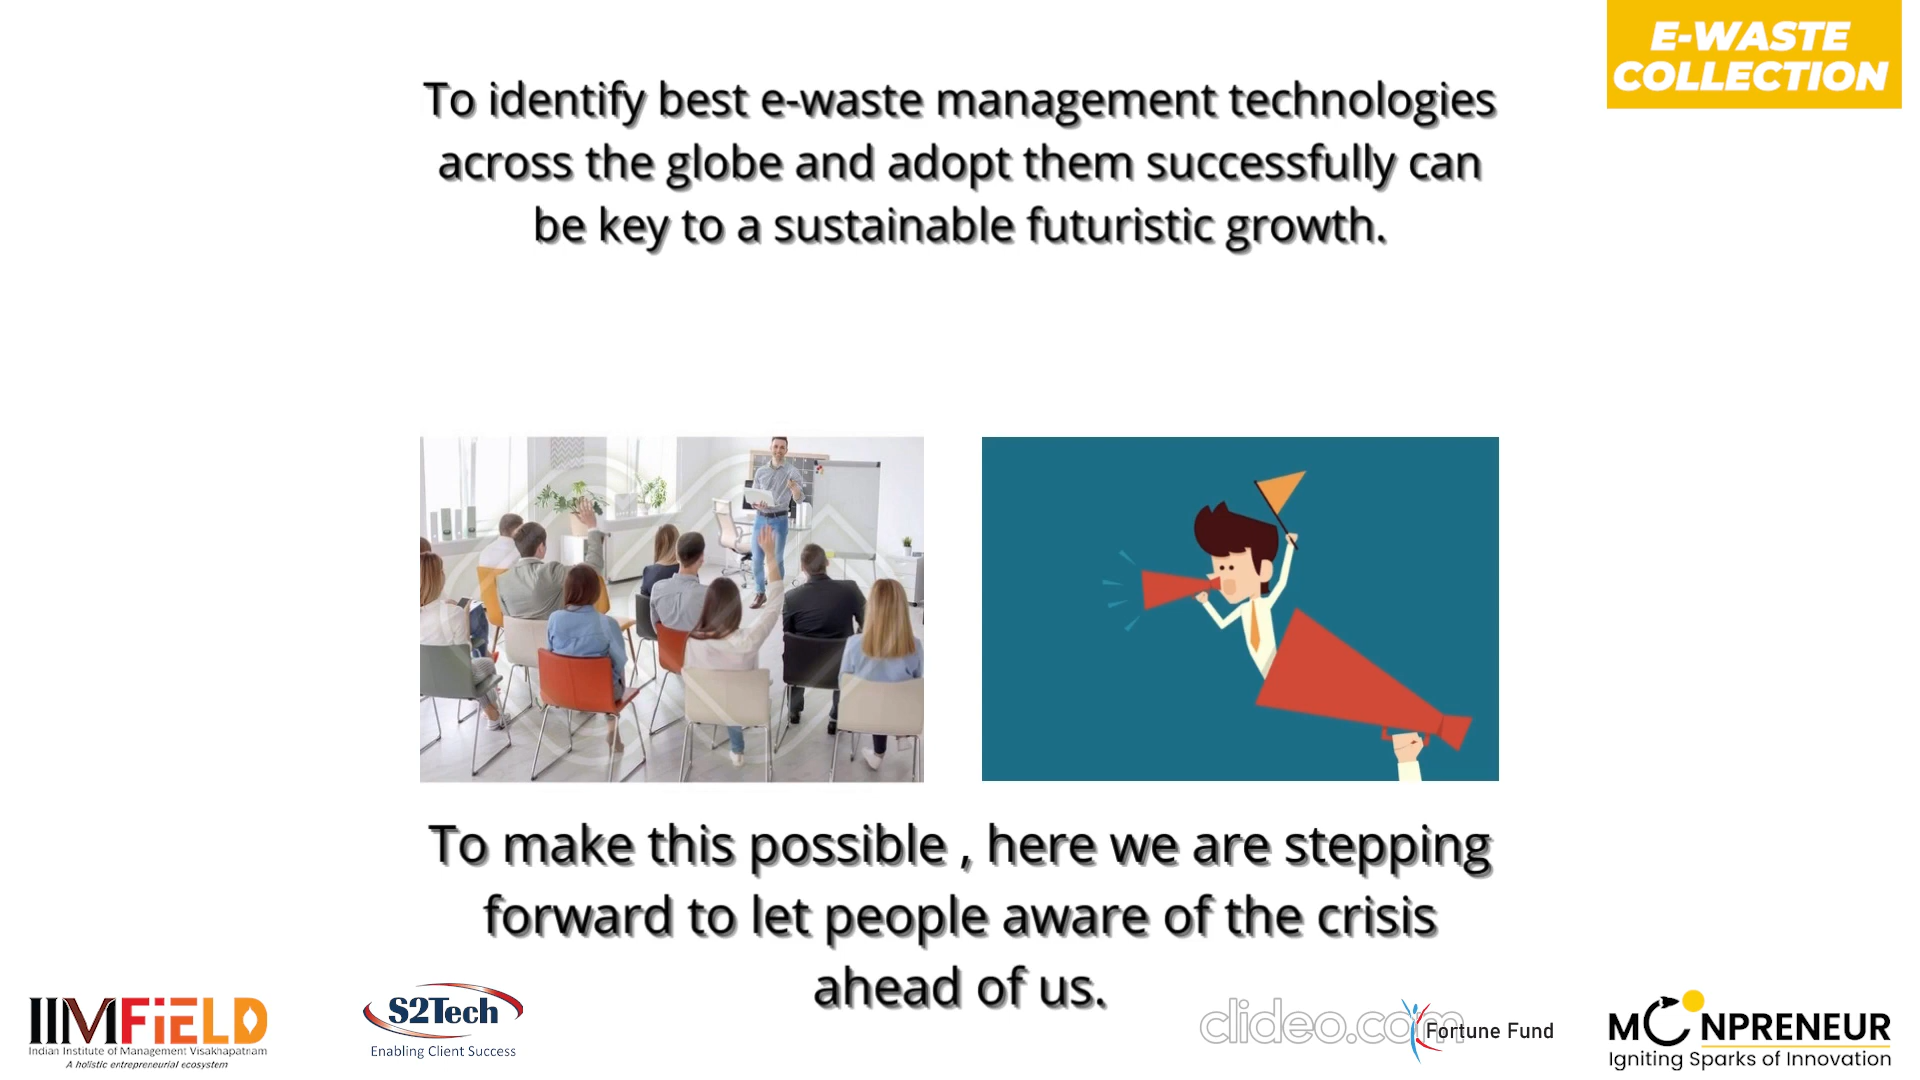 E-WASTE
COLLECTION
To identify best e-waste management technologies
across the globe and adopt them successfully can
be key to a sustainable futuristic growth.
To make this possible , here we are stepping
forward to let people aware of the crisis
ahead of us.
IIMFiELD
Indian Institute of Management Visakhapatnam
A holistic entrepreneurial ecosystem
S2Tech
Enabling Client Success
clideo.com
Fortune Fund
MOONPRENEUR
Igniting Sparks of Innovation